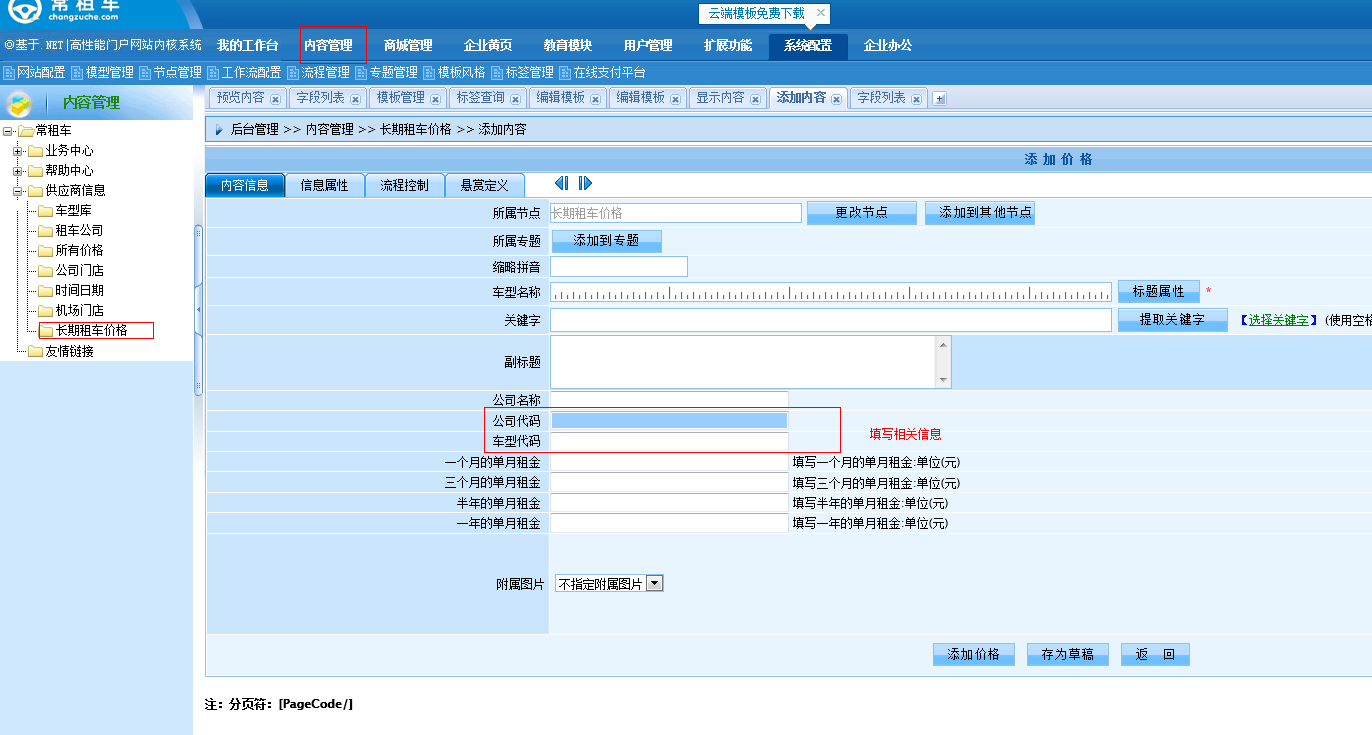 常租车
changzuche.com
云端模板免费下载
◎基于.NET|高性能门户网站内核系统 我的工作台 内容管理 商城管理 企业黄页 教育模块 用户管理 扩展功能 系统配置 企业办公
网站配置 模型管理 节点管理 工作流配置 流程管理 专题管理 模板风格 标签管理 在线支付平台
内容管理
预览内容 字段列表 模板管理 标签查询 编辑模板 编辑模板 显示内容 添加内容 字段列表
后台管理 >> 内容管理 >> 长期租车价格 >> 添加内容
常租车
业务中心
帮助中心
供应商信息
车型库
租车公司
所有价格
公司门店
时间日期
机场门店
长期租车价格
友情链接
添加价格
内容信息 信息属性 流程控制 悬赏定义
所属节点 长期租车价格 更改节点 添加到其他节点
所属专题 添加到专题
缩略拼音
车型名称 标题属性 *
关键字 提取关键字 【选择关键字】 (使用空格
副标题
公司名称
公司代码
车型代码
填写相关信息
一个月的单月租金 填写一个月的单月租金:单位(元)
三个月的单月租金 填写三个月的单月租金:单位(元)
半年的单月租金 填写半年的单月租金:单位(元)
一年的单月租金 填写一年的单月租金:单位(元)
附属图片 不指定附属图片
添加价格 存为草稿 返 回
注：分页符：[PageCode/]